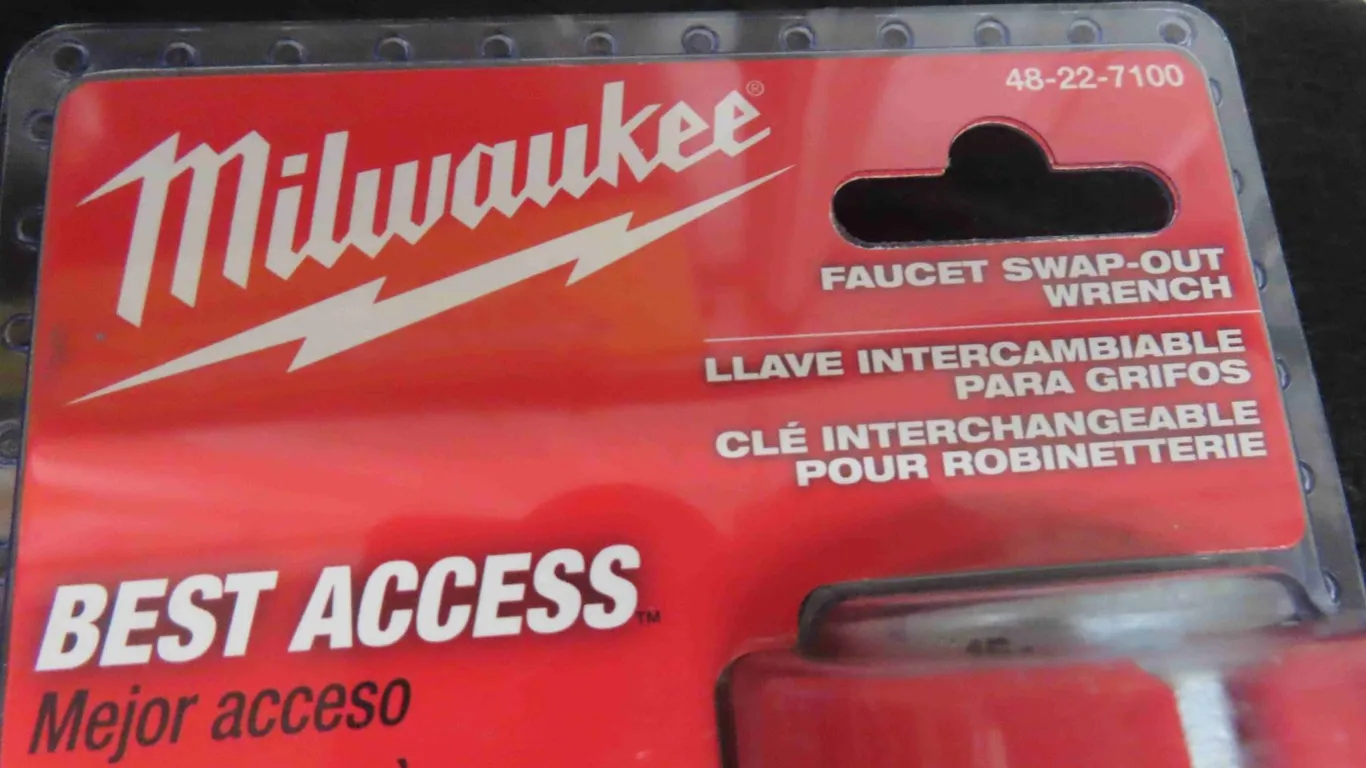 Milwaukee®
48-22-7100
FAUCET SWAP-OUT
WRENCH
LLAVE INTERCAMBIABLE
PARA GRIFOS
CLÉ INTERCHANGEABLE
POUR ROBINETTERIE
BEST ACCESS™
Mejor acceso